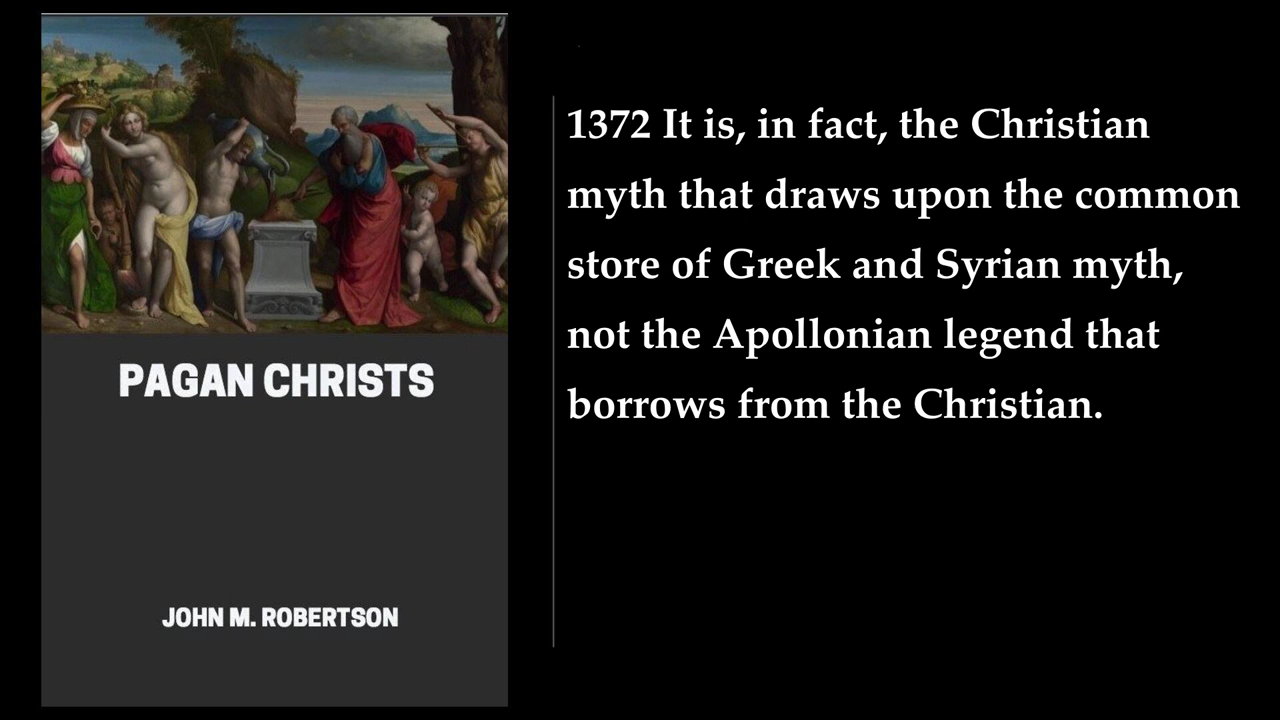 PAGAN CHRISTS
JOHN M. ROBERTSON
1372 It is, in fact, the Christian
myth that draws upon the common
store of Greek and Syrian myth,
not the Apollonian legend that
borrows from the Christian.